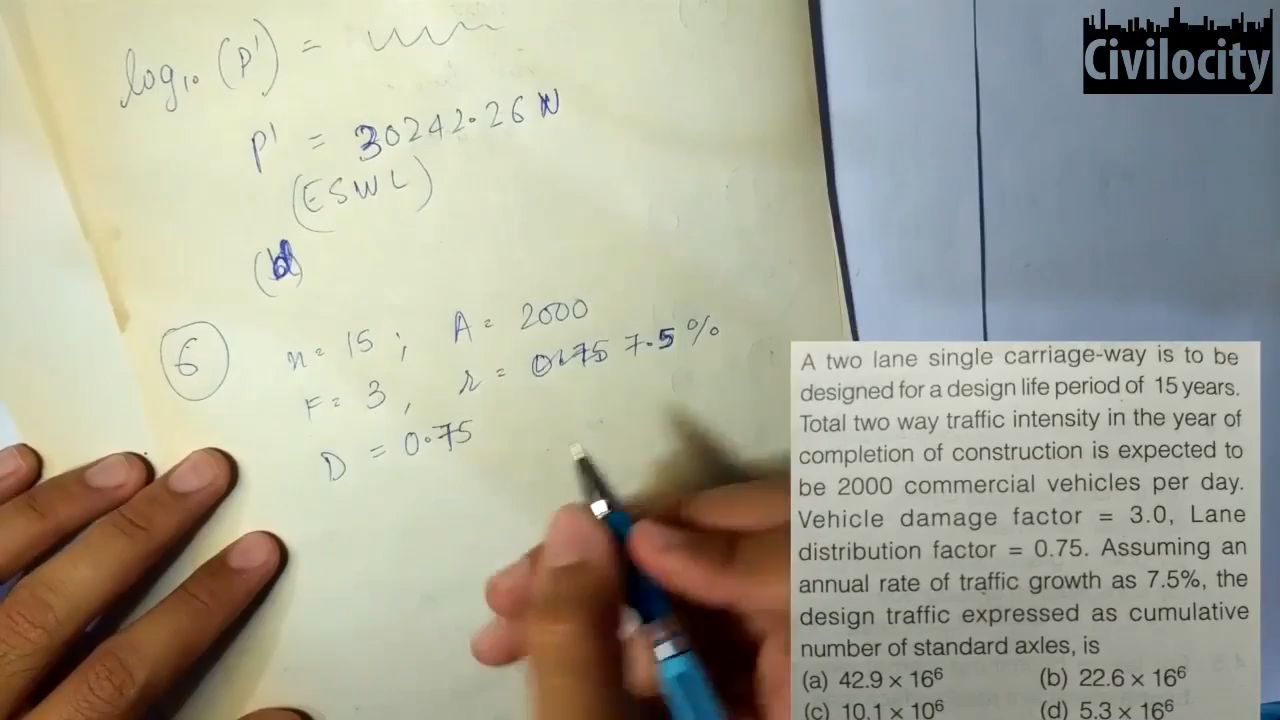 log₁₀ (P') =
P' = 30242.26 N
(ESWL)
(d)
6
n = 15 ; A = 2000
F = 3 , r = 0.75 7.5 %
D = 0.75
Civilocity
A two lane single carriage-way is to be
designed for a design life period of 15 years.
Total two way traffic intensity in the year of
completion of construction is expected to
be 2000 commercial vehicles per day.
Vehicle damage factor = 3.0, Lane
distribution factor = 0.75. Assuming an
annual rate of traffic growth as 7.5%, the
design traffic expressed as cumulative
number of standard axles, is
(a) 42.9 × 16⁶ (b) 22.6 × 16⁶
(c) 10.1 × 10⁶ (d) 5.3 × 16⁶